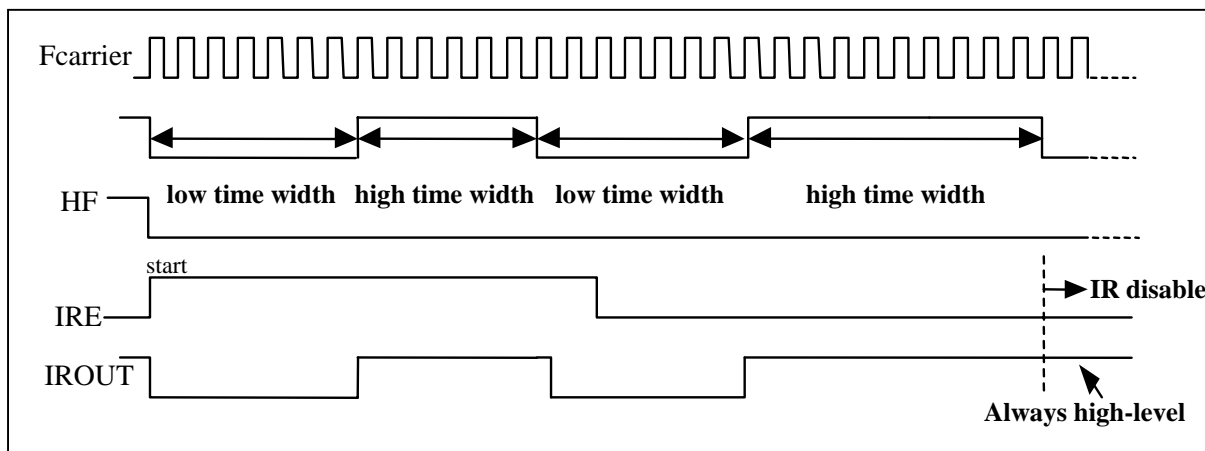 Fcarrier
low time width high time width low time width high time width
HF
start
IRE
IR disable
IROUT
Always high-level